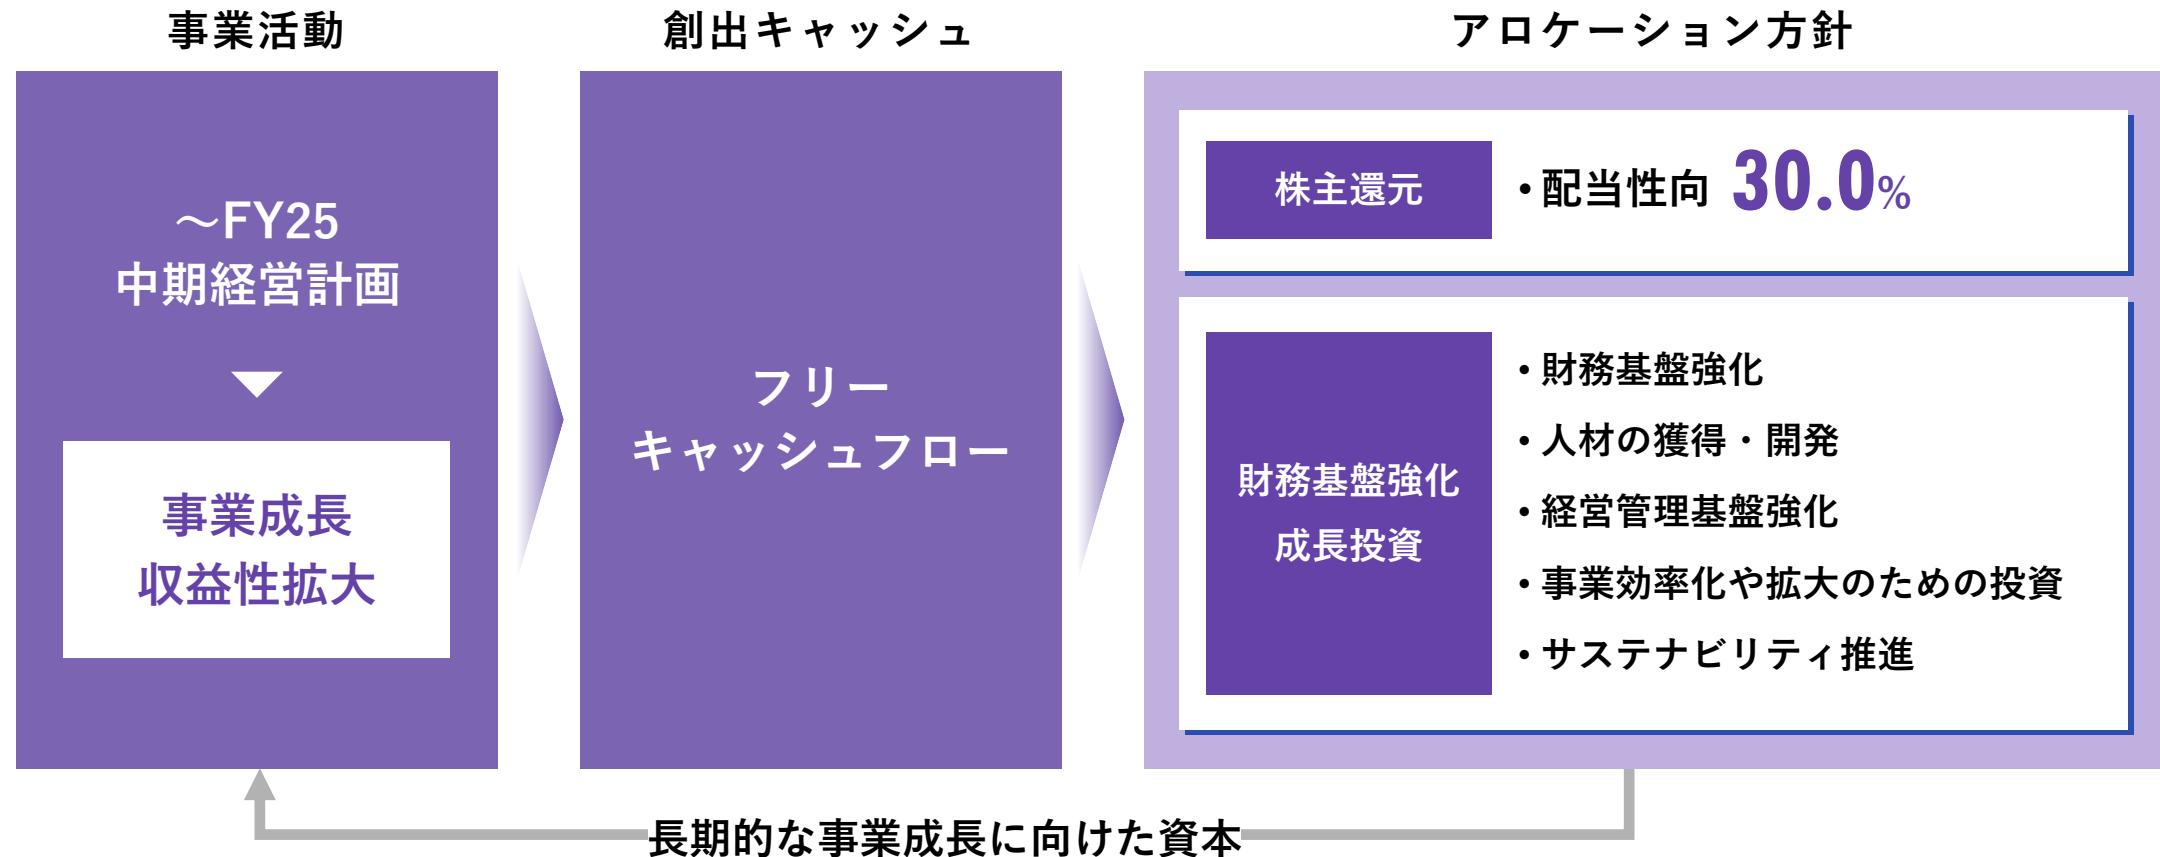 事業活動
～FY25
中期経営計画
事業成長
収益性拡大
創出キャッシュ
フリー
キャッシュフロー
アロケーション方針
株主還元
・配当性向 30.0%
財務基盤強化
成長投資
・財務基盤強化
・人材の獲得・開発
・経営管理基盤強化
・事業効率化や拡大のための投資
・サステナビリティ推進
長期的な事業成長に向けた資本